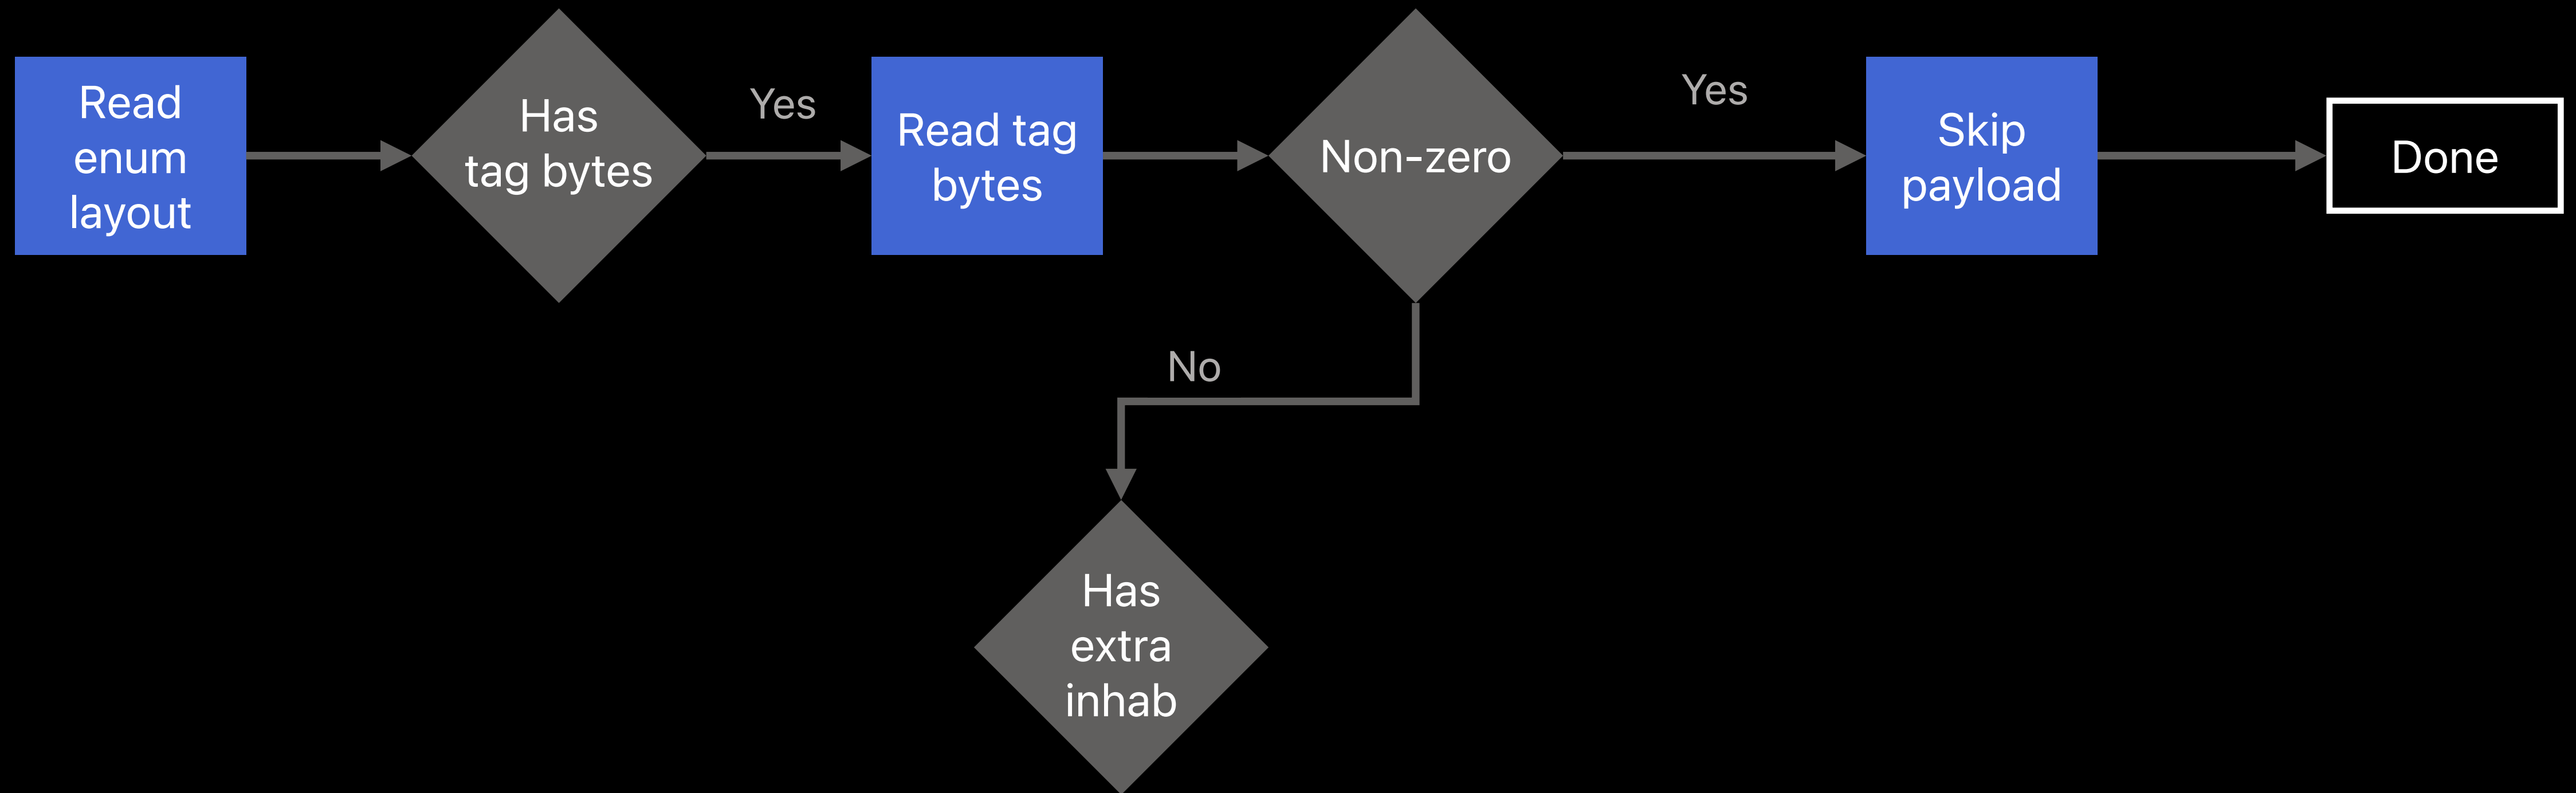 Read
enum
layout
Has
tag bytes
Yes
Read tag
bytes
Non-zero
Yes
Skip
payload
Done
No
Has
extra
inhab